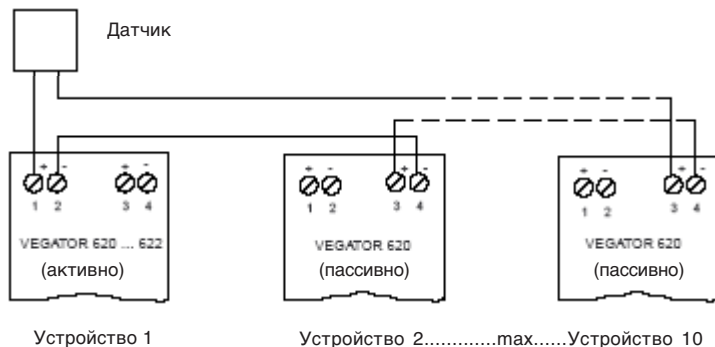 Датчик
+ - + -
1 2 3 4
VEGATOR 620 ... 622
(активно)
+ - + -
1 2 3 4
VEGATOR 620
(пассивно)
+ - + -
1 2 3 4
VEGATOR 620
(пассивно)
Устройство 1
Устройство 2.............max......Устройство 10